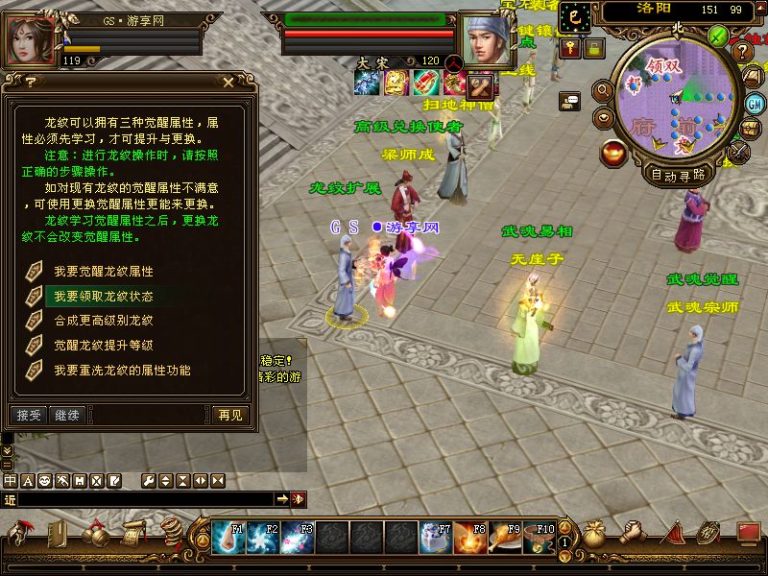 GS·游享网
119
大宋
120
洛阳
151 99
北
GM
自动寻路
龙纹可以拥有三种觉醒属性，属
性必须先学习，才可提升与更换。
注意：进行龙纹操作时，请按照
正确的步骤操作。
如对现有龙纹的觉醒属性不满意
，可使用更换觉醒属性更能来更换。
龙纹学习觉醒属性之后，更换龙
纹不会改变觉醒属性。
我要觉醒龙纹属性
我要领取龙纹状态
合成更高级别龙纹
觉醒龙纹提升等级
我要重洗龙纹的属性功能
接受
继续
再见
扫地神僧
高级兑换使者
梁师成
龙纹扩展
GS●游享网
武魂易相
无崖子
武魂觉醒
武魂宗师
稳定!
精彩的游
近
F1
F2
F3
F7
F8
F9
F10
1